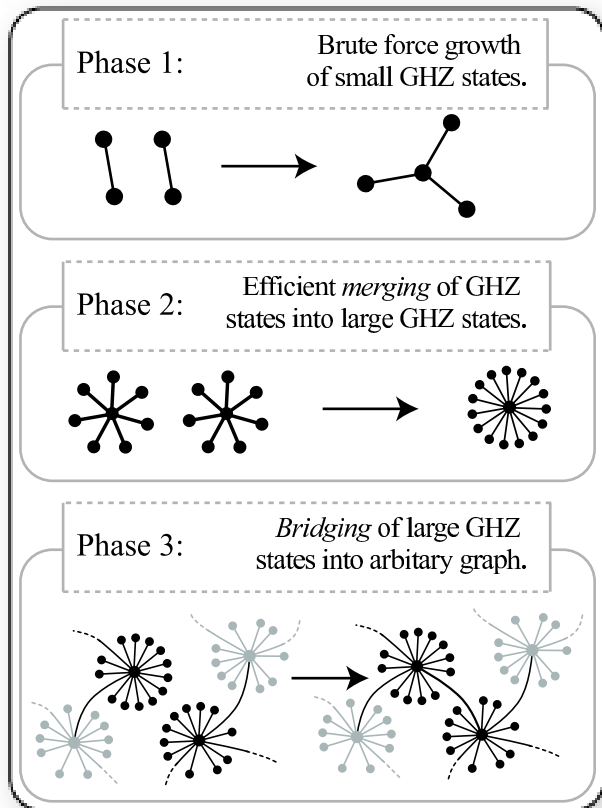 Phase 1:
Brute force growth
of small GHZ states.
Phase 2:
Efficient merging of GHZ
states into large GHZ states.
Phase 3:
Bridging of large GHZ
states into arbitary graph.